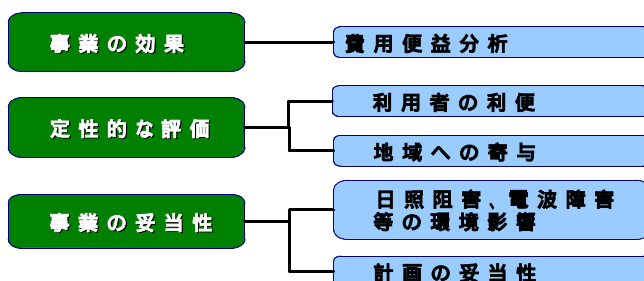 事業の効果
費用便益分析
定性的な評価
利用者の利便
地域への寄与
事業の妥当性
日照阻害、電波障害
等の環境影響
計画の妥当性